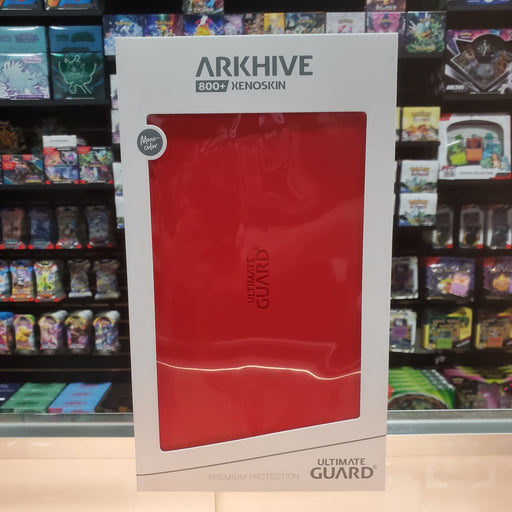 ARKHIVE
800+ XENOSKIN
Mono-
color
ULTIMATE
GUARD®
PREMIUM PROTECTION
ULTIMATE
GUARD®